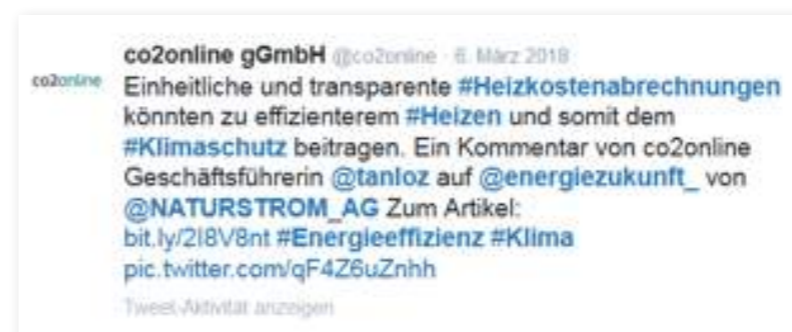 co2online gGmbH @co2online · 6. März 2018
co2online
Einheitliche und transparente #Heizkostenabrechnungen
könnten zu effizienterem #Heizen und somit dem
#Klimaschutz beitragen. Ein Kommentar von co2online
Geschäftsführerin @tanloz auf @energiezukunft_ von
@NATURSTROM_AG Zum Artikel:
bit.ly/2I8V8nt #Energieeffizienz #Klima
pic.twitter.com/qF4Z6uZnhh
Tweet-Aktivität anzeigen